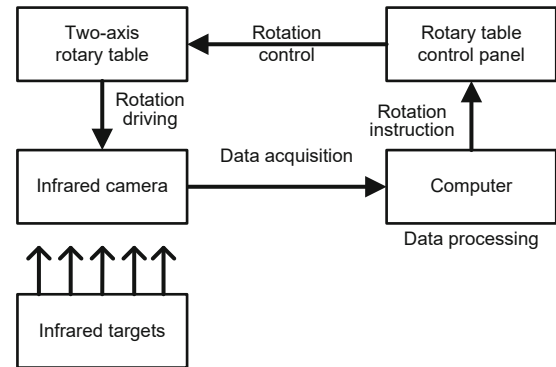 Two-axis
rotary table
Rotation
control
Rotary table
control panel
Rotation
driving
Rotation
instruction
Infrared camera
Data acquisition
Computer
Data processing
Infrared targets